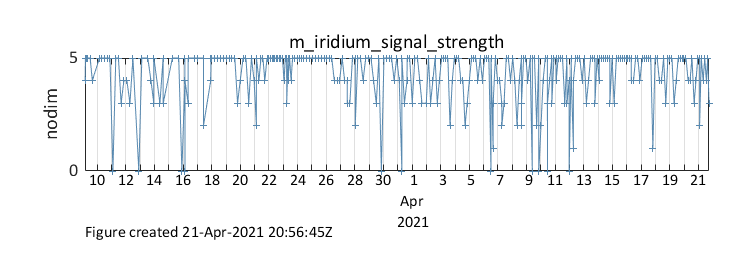 m_iridium_signal_strength
5
nodim
0
10 12 14 16 18 20 22 24 26 28 30 1 3 5 7 9 11 13 15 17 19 21
Apr
2021
Figure created 21-Apr-2021 20:56:45Z